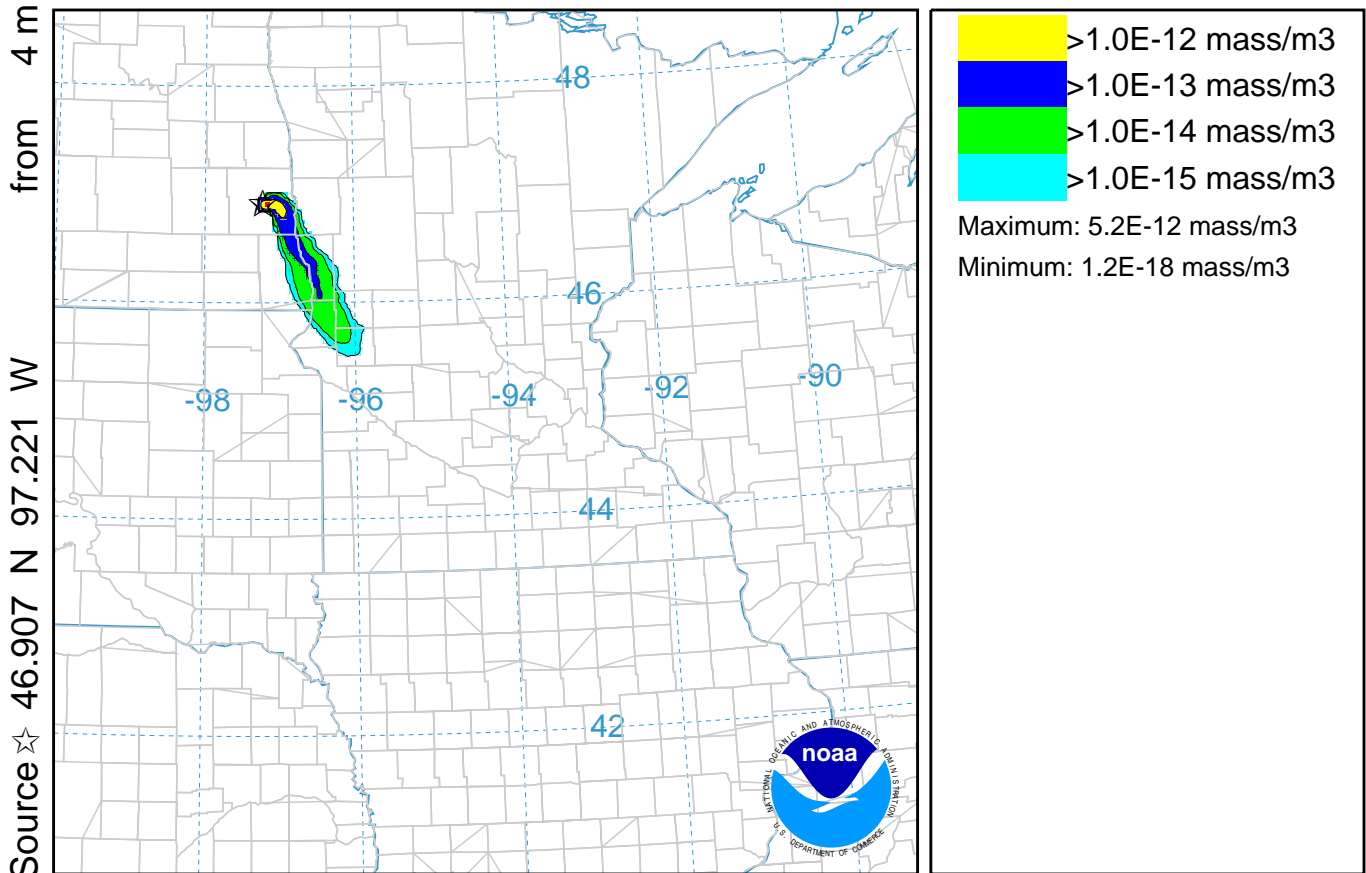 Source ☆ 46.907 N 97.221 W from 4 m
48
46
-98
-96
-94
-92
-90
44
42
NATIONAL OCEANIC AND ATMOSPHERIC ADMINISTRATION
noaa
U.S. DEPARTMENT OF COMMERCE
>1.0E-12 mass/m3
>1.0E-13 mass/m3
>1.0E-14 mass/m3
>1.0E-15 mass/m3
Maximum: 5.2E-12 mass/m3
Minimum: 1.2E-18 mass/m3